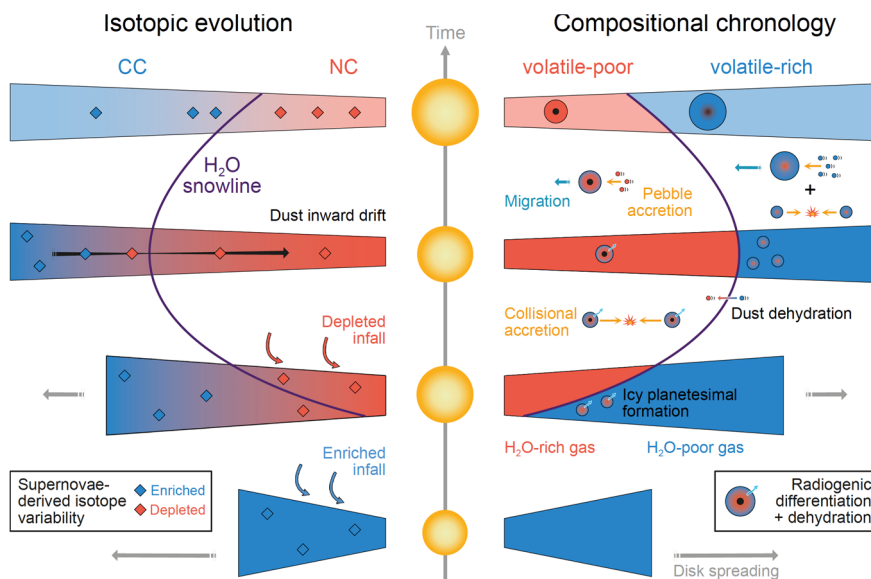 Isotopic evolution
Time
Compositional chronology
CC
NC
volatile-poor
volatile-rich
H₂O
snowline
Dust inward drift
Migration
Pebble
accretion
+
Depleted
infall
Collisional
accretion
Dust dehydration
Icy planetesimal
formation
H₂O-rich gas
H₂O-poor gas
Enriched
infall
Supernovae-
derived isotope
variability
Enriched
Depleted
Radiogenic
differentiation
+ dehydration
Disk spreading